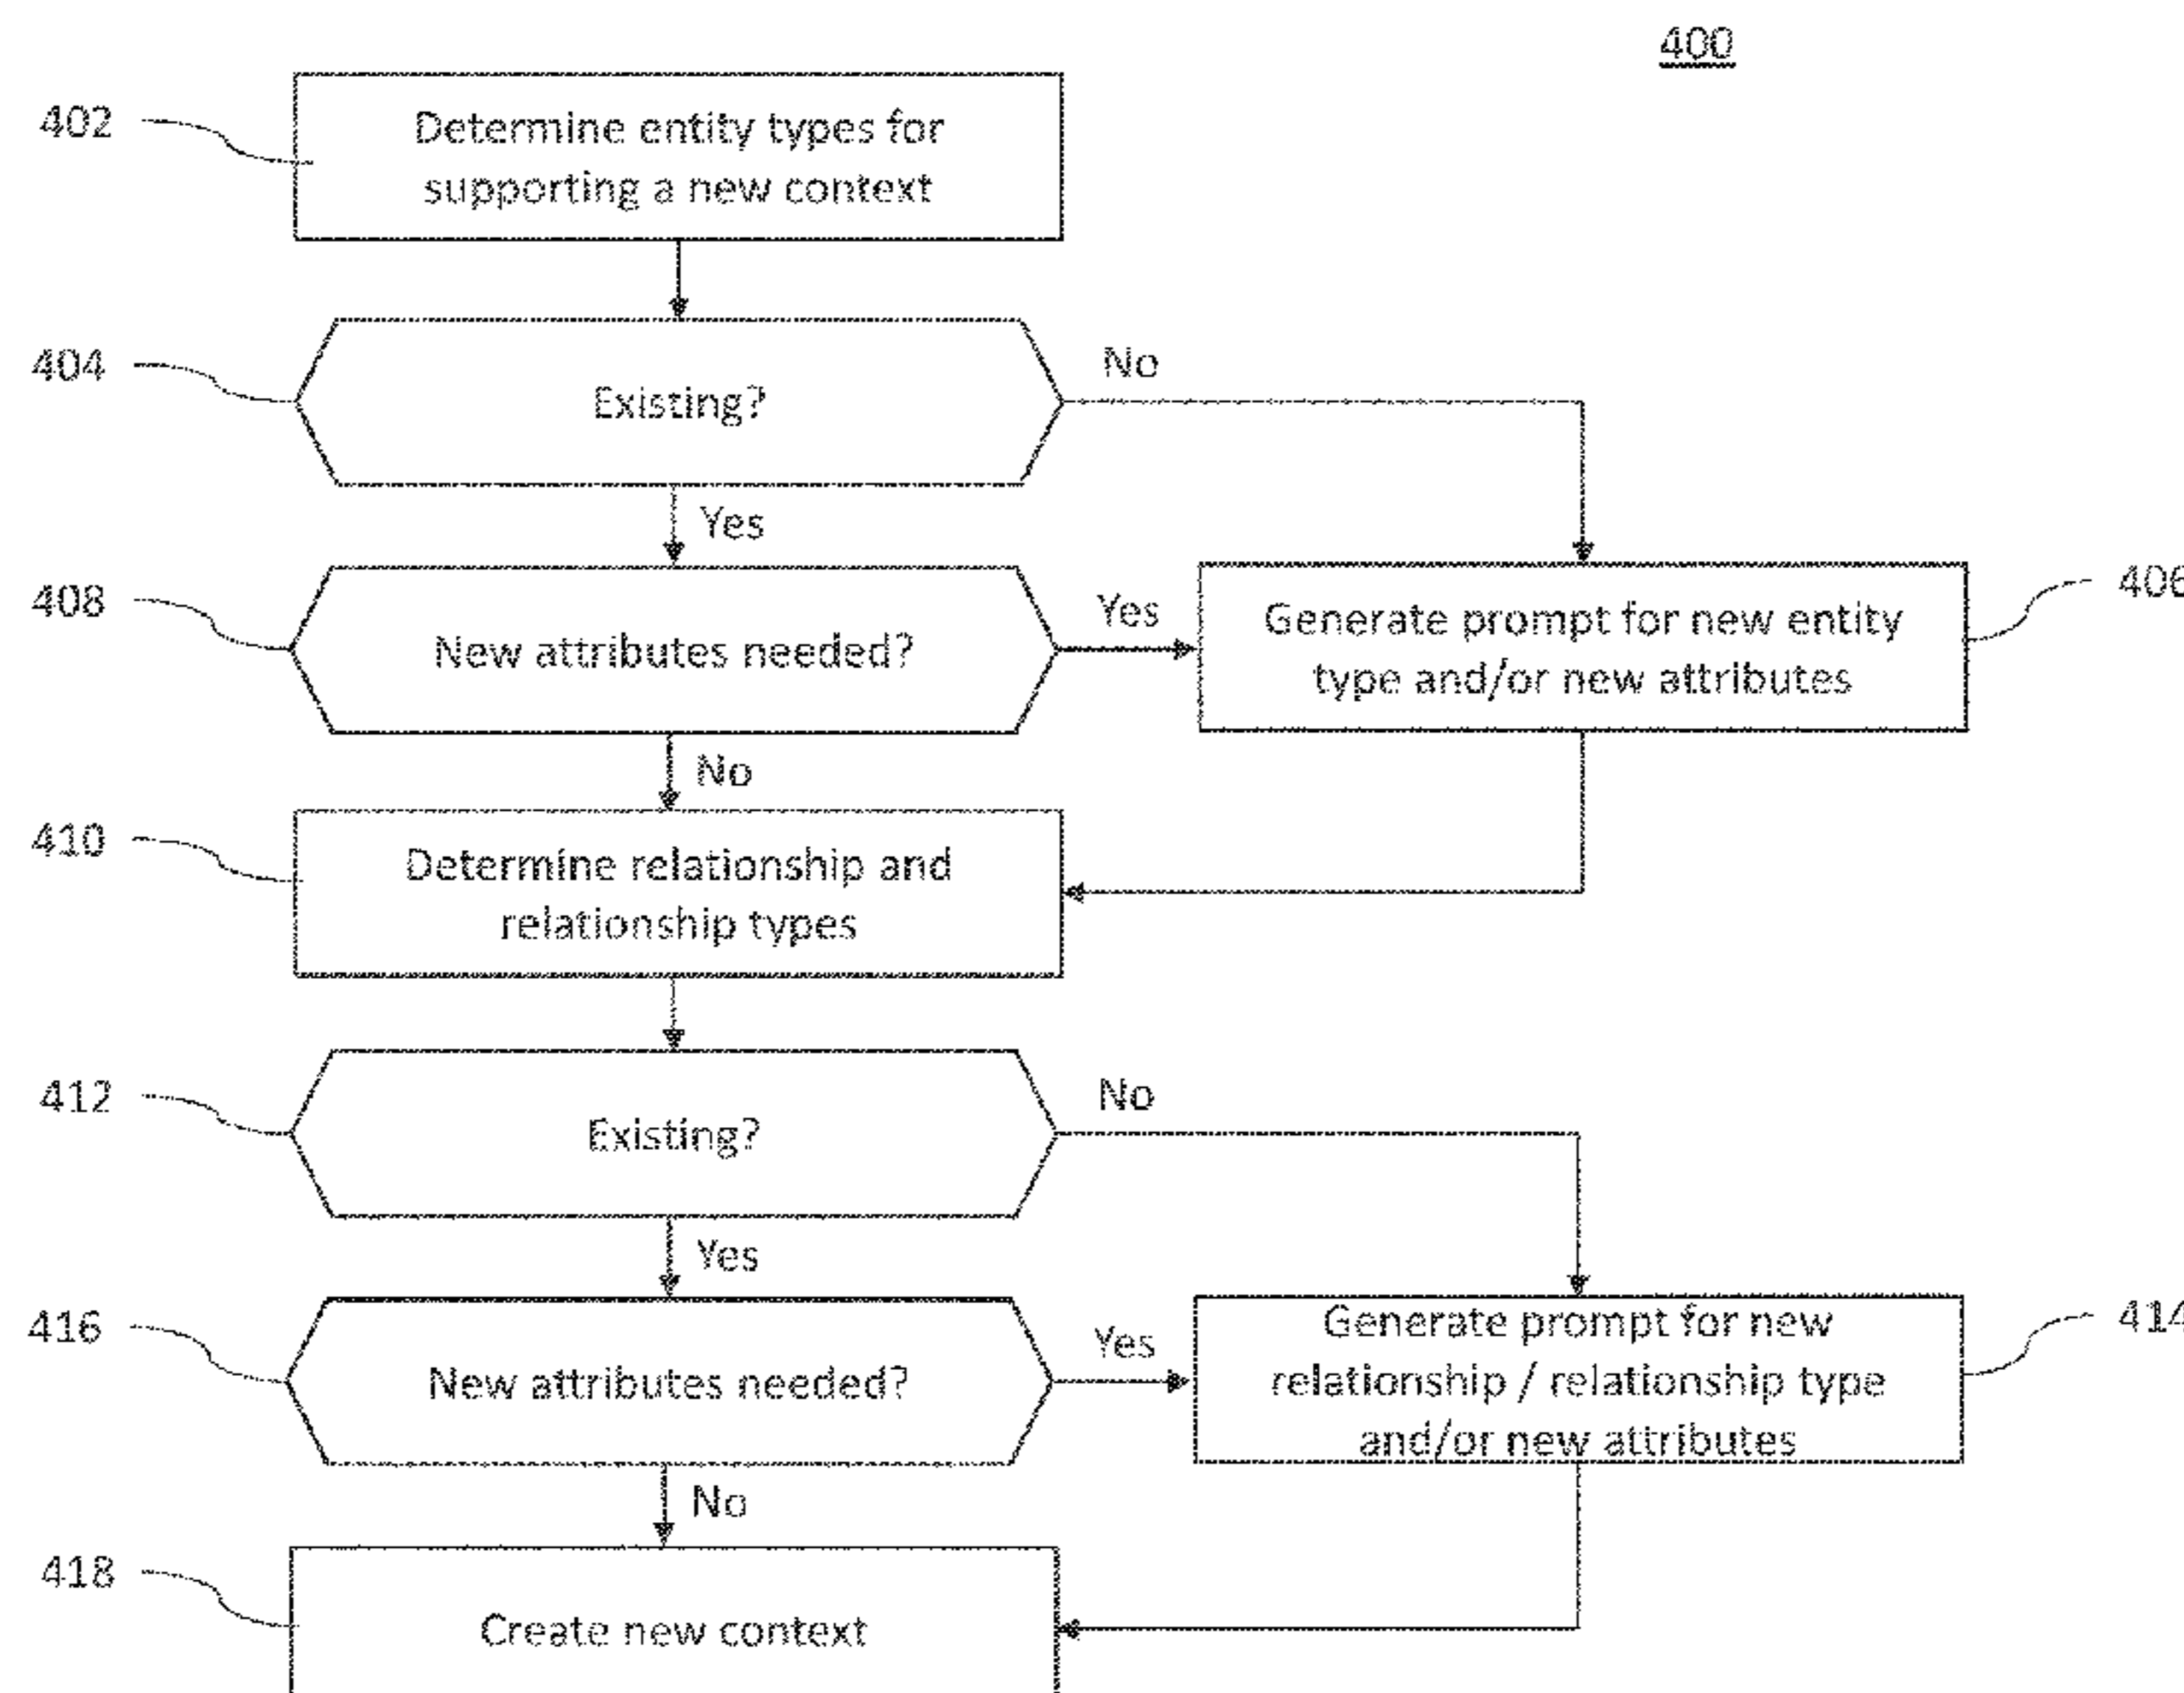 400
402
Determine entity types for
supporting a new context
404
Existing?
No
Yes
408
New attributes needed?
Yes
Generate prompt for new entity
type and/or new attributes
406
No
410
Determine relationship and
relationship types
412
Existing?
No
Yes
416
New attributes needed?
Yes
Generate prompt for new
relationship / relationship type
and/or new attributes
414
No
418
Create new context